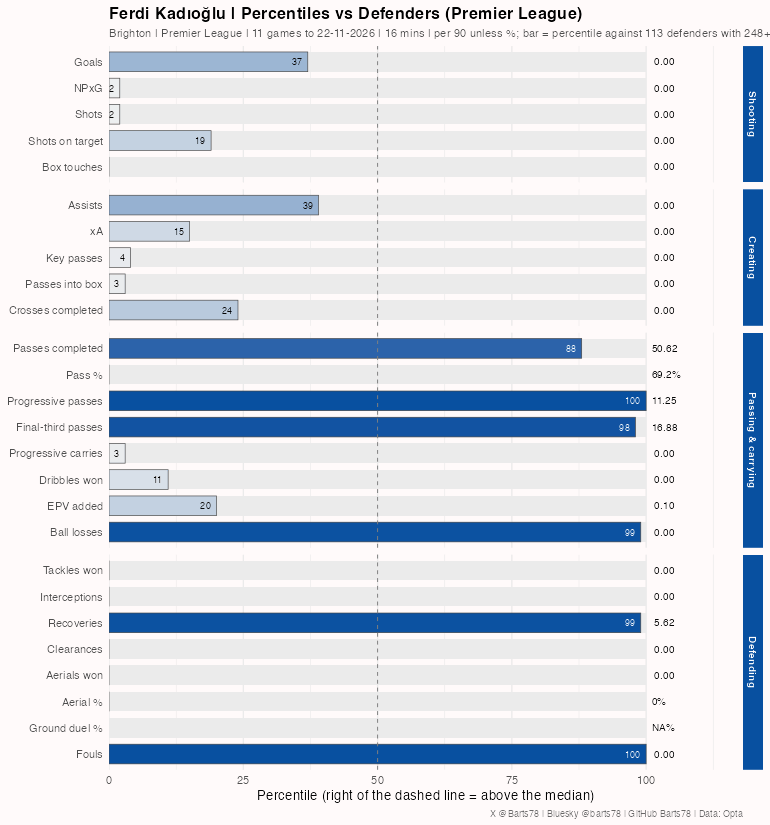 Ferdi Kadıoğlu | Percentiles vs Defenders (Premier League)
Brighton | Premier League | 11 games to 22-11-2026 | 16 mins | per 90 unless %; bar = percentile against 113 defenders with 248+
Goals 37 0.00
NPxG 2 0.00
Shots 2 0.00
Shots on target 19 0.00
Box touches 0.00
Shooting
Assists 39 0.00
xA 15 0.00
Key passes 4 0.00
Passes into box 3 0.00
Crosses completed 24 0.00
Creating
Passes completed 88 50.62
Pass % 69.2%
Progressive passes 100 11.25
Final-third passes 98 16.88
Progressive carries 3 0.00
Dribbles won 11 0.00
EPV added 20 0.10
Ball losses 99 0.00
Passing & carrying
Tackles won 0.00
Interceptions 0.00
Recoveries 99 5.62
Clearances 0.00
Aerials won 0.00
Aerial % 0%
Ground duel % NA%
Fouls 100 0.00
Defending
0 25 50 75 100
Percentile (right of the dashed line = above the median)
X @Barts78 | Bluesky @barts78 | GitHub Barts78 | Data: Opta